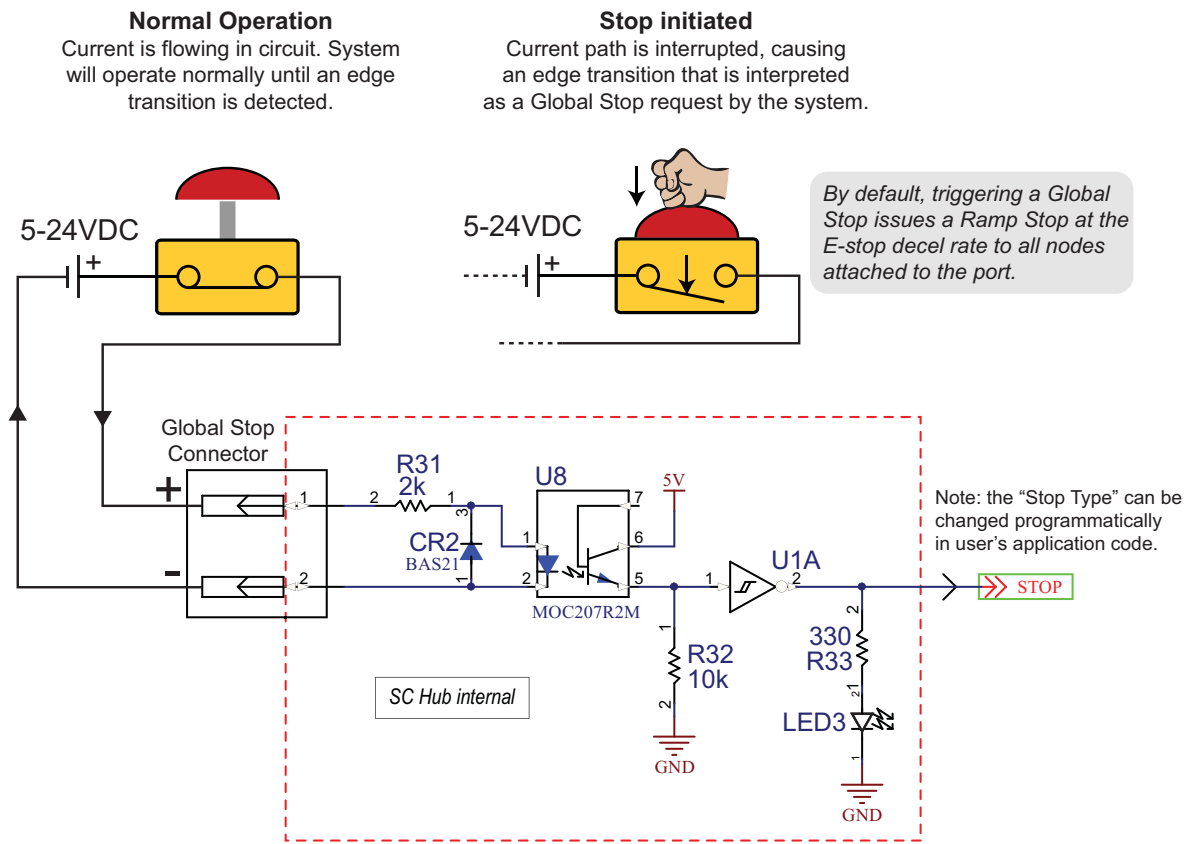 Normal Operation
Current is flowing in circuit. System
will operate normally until an edge
transition is detected.
Stop initiated
Current path is interrupted, causing
an edge transition that is interpreted
as a Global Stop request by the system.
5-24VDC
+
5-24VDC
+
By default, triggering a Global
Stop issues a Ramp Stop at the
E-stop decel rate to all nodes
attached to the port.
Global Stop
Connector
+
-
1
2
2
R31
2k
1
3
CR2
BAS21
1
U8
1
2
7
6
5
MOC207R2M
5V
1
R32
10k
2
GND
1
U1A
2
2
330
R33
1
2
LED3
1
GND
STOP
Note: the “Stop Type” can be
changed programmatically
in user’s application code.
SC Hub internal